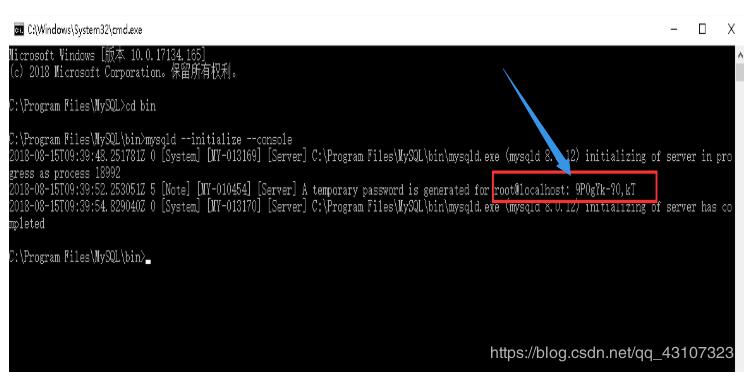 C:\Windows\System32\cmd.exe
Microsoft Windows [版本 10.0.17134.165]
(c) 2018 Microsoft Corporation。保留所有权利。
C:\Program Files\MySQL>cd bin
C:\Program Files\MySQL\bin>mysqld --initialize --console
2018-08-15T09:39:48.251781Z 0 [System] [MY-013169] [Server] C:\Program Files\MySQL\bin\mysqld.exe (mysqld 8.0.12) initializing of server in pro
gress as process 18992
2018-08-15T09:39:52.253051Z 5 [Note] [MY-010454] [Server] A temporary password is generated for root@localhost: 9P0gYk-?0,kT
2018-08-15T09:39:54.829040Z 0 [System] [MY-013170] [Server] C:\Program Files\MySQL\bin\mysqld.exe (mysqld 8.0.12) initializing of server has co
mpleted
C:\Program Files\MySQL\bin>
https://blog.csdn.net/qq_43107323